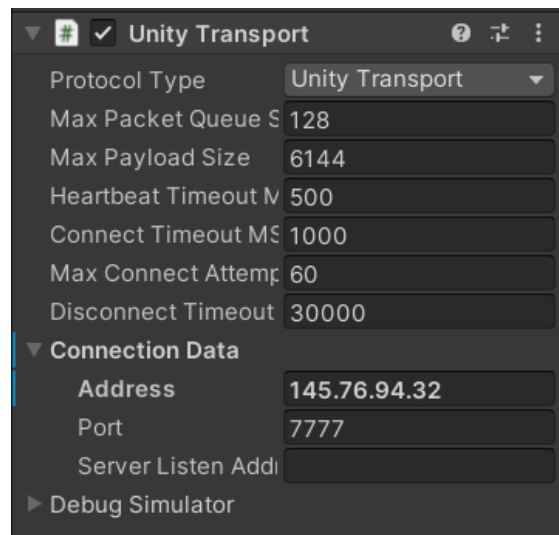 Unity Transport
Protocol Type Unity Transport
Max Packet Queue S 128
Max Payload Size 6144
Heartbeat Timeout M 500
Connect Timeout MS 1000
Max Connect Attemp 60
Disconnect Timeout 30000
Connection Data
Address 145.76.94.32
Port 7777
Server Listen Addr
Debug Simulator